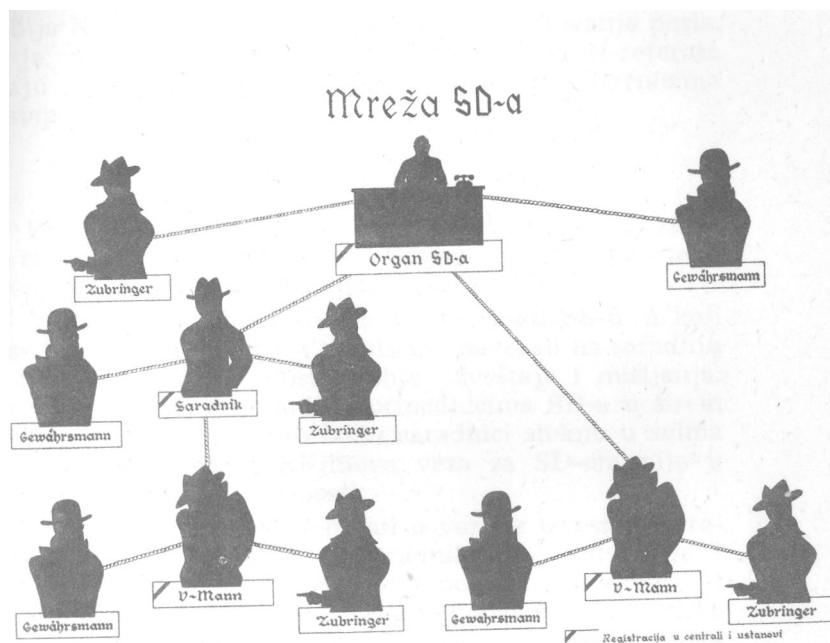 Mreža SD-a
Organ SD-a
Zubringer
Gewährsmann
Saradnik
Gewährsmann
Zubringer
V-Mann
V-Mann
Gewährsmann
Zubringer
Gewährsmann
Zubringer
Registracija u centrali i ustanovi